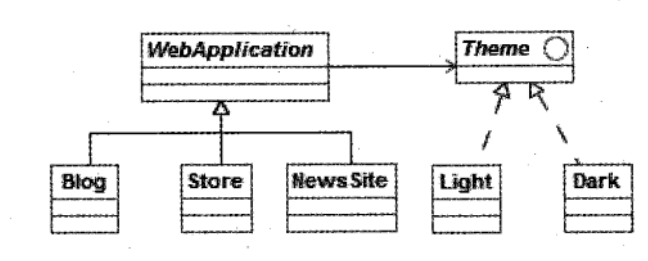 WebApplication
Theme
Blog
Store
NewsSite
Light
Dark